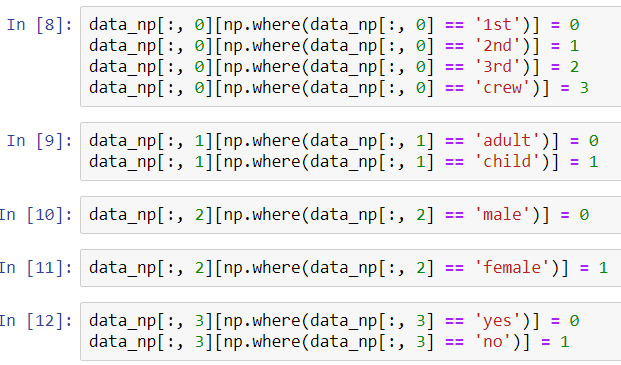 In [8]: data_np[:, 0][np.where(data_np[:, 0] == '1st')] = 0
data_np[:, 0][np.where(data_np[:, 0] == '2nd')] = 1
data_np[:, 0][np.where(data_np[:, 0] == '3rd')] = 2
data_np[:, 0][np.where(data_np[:, 0] == 'crew')] = 3
In [9]: data_np[:, 1][np.where(data_np[:, 1] == 'adult')] = 0
data_np[:, 1][np.where(data_np[:, 1] == 'child')] = 1
In [10]: data_np[:, 2][np.where(data_np[:, 2] == 'male')] = 0
In [11]: data_np[:, 2][np.where(data_np[:, 2] == 'female')] = 1
In [12]: data_np[:, 3][np.where(data_np[:, 3] == 'yes')] = 0
data_np[:, 3][np.where(data_np[:, 3] == 'no')] = 1